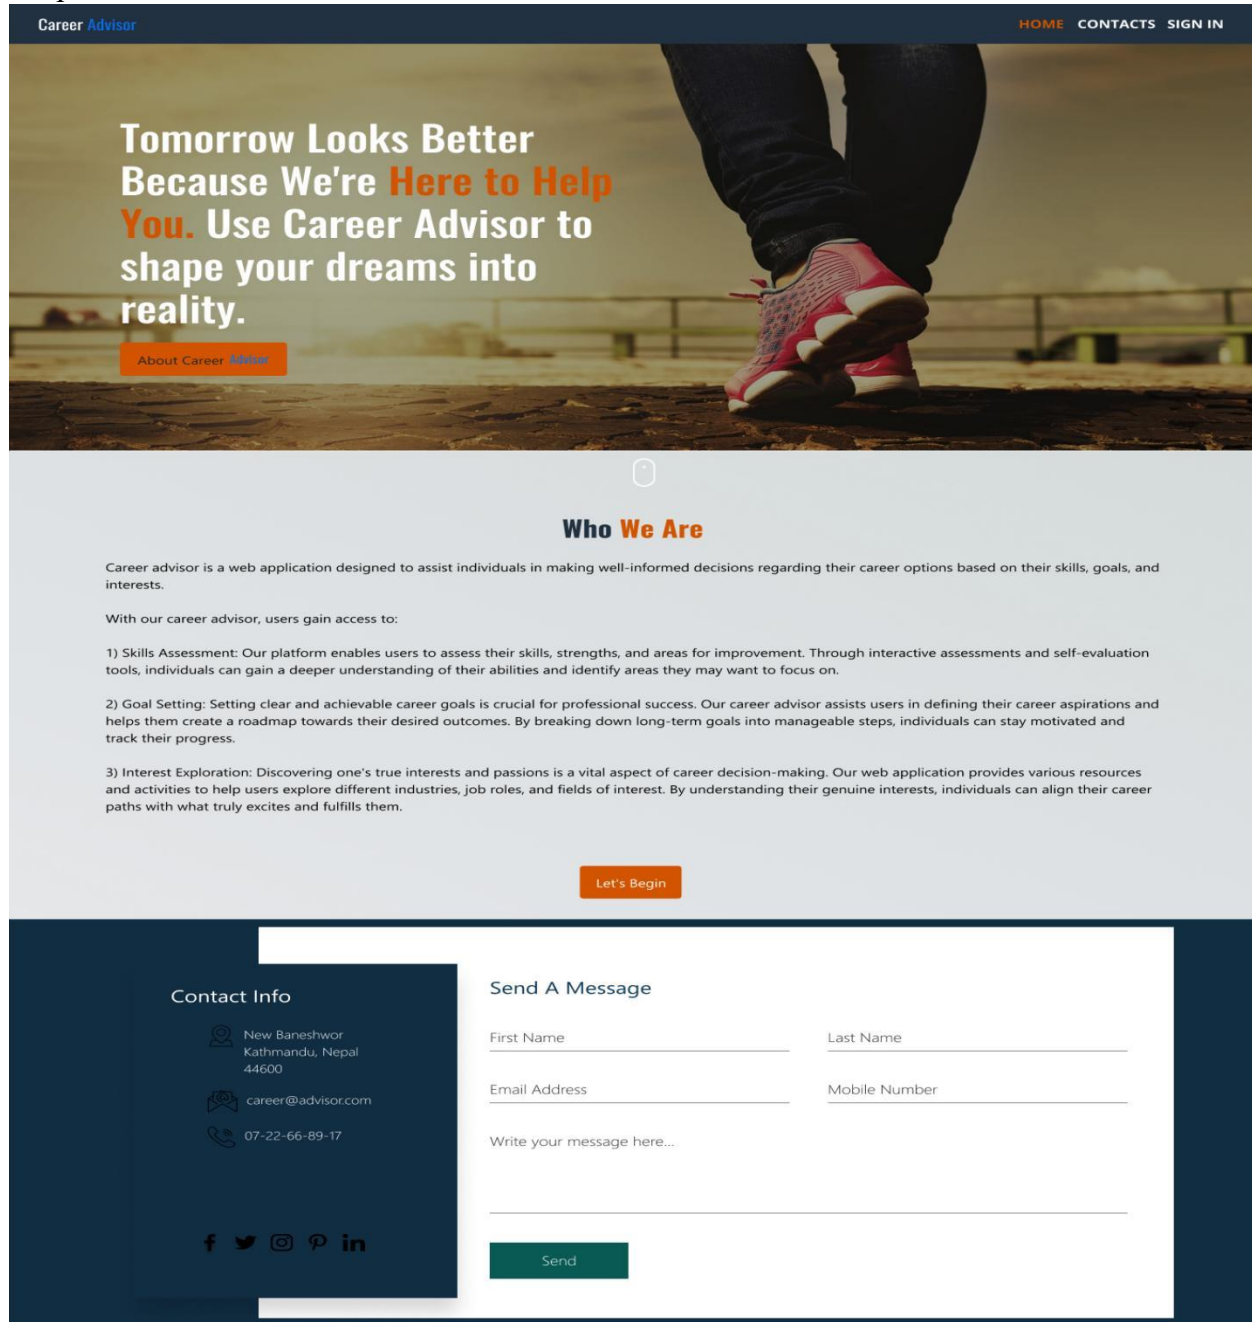 Career Advisor
HOME CONTACTS SIGN IN
Tomorrow Looks Better
Because We're Here to Help
You. Use Career Advisor to
shape your dreams into
reality.
About Career Advisor
Who We Are
Career advisor is a web application designed to assist individuals in making well-informed decisions regarding their career options based on their skills, goals, and
interests.
With our career advisor, users gain access to:
1) Skills Assessment: Our platform enables users to assess their skills, strengths, and areas for improvement. Through interactive assessments and self-evaluation
tools, individuals can gain a deeper understanding of their abilities and identify areas they may want to focus on.
2) Goal Setting: Setting clear and achievable career goals is crucial for professional success. Our career advisor assists users in defining their career aspirations and
helps them create a roadmap towards their desired outcomes. By breaking down long-term goals into manageable steps, individuals can stay motivated and
track their progress.
3) Interest Exploration: Discovering one's true interests and passions is a vital aspect of career decision-making. Our web application provides various resources
and activities to help users explore different industries, job roles, and fields of interest. By understanding their genuine interests, individuals can align their career
paths with what truly excites and fulfills them.
Let's Begin
Contact Info
New Baneshwor
Kathmandu, Nepal
44600
career@advisor.com
07-22-66-89-17
Send A Message
First Name
Last Name
Email Address
Mobile Number
Write your message here...
Send